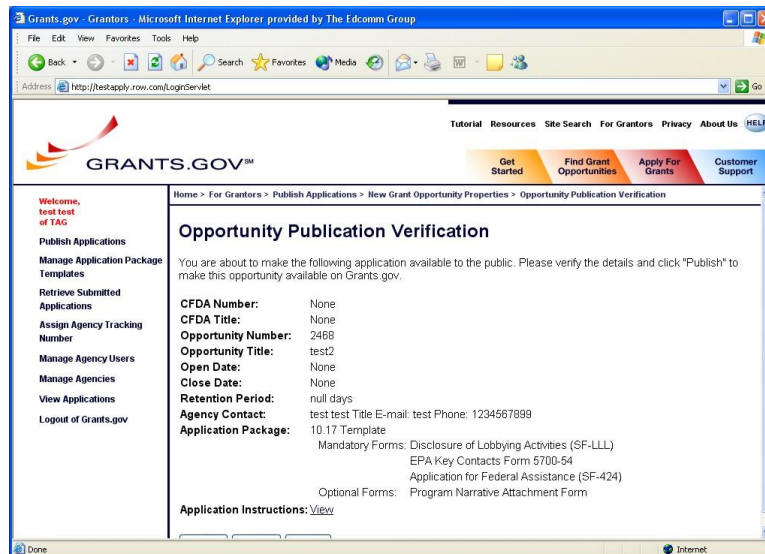 Grants.gov - Grantors - Microsoft Internet Explorer provided by The Edcomm Group
File Edit View Favorites Tools Help
Back Search Favorites Media
Address http://testapply.row.com/LoginServlet Go
Tutorial Resources Site Search For Grantors Privacy About Us HELP
GRANTS.GOV℠
Get Started Find Grant Opportunities Apply For Grants Customer Support
Home > For Grantors > Publish Applications > New Grant Opportunity Properties > Opportunity Publication Verification
Welcome,
test test
of TAG
Publish Applications
Manage Application Package
Templates
Retrieve Submitted
Applications
Assign Agency Tracking
Number
Manage Agency Users
Manage Agencies
View Applications
Logout of Grants.gov
Opportunity Publication Verification
You are about to make the following application available to the public. Please verify the details and click "Publish" to
make this opportunity available on Grants.gov.
CFDA Number: None
CFDA Title: None
Opportunity Number: 2468
Opportunity Title: test2
Open Date: None
Close Date: None
Retention Period: null days
Agency Contact: test test Title E-mail: test Phone: 1234567899
Application Package: 10.17 Template
Mandatory Forms: Disclosure of Lobbying Activities (SF-LLL)
EPA Key Contacts Form 5700-54
Application for Federal Assistance (SF-424)
Optional Forms: Program Narrative Attachment Form
Application Instructions: View
Done Internet